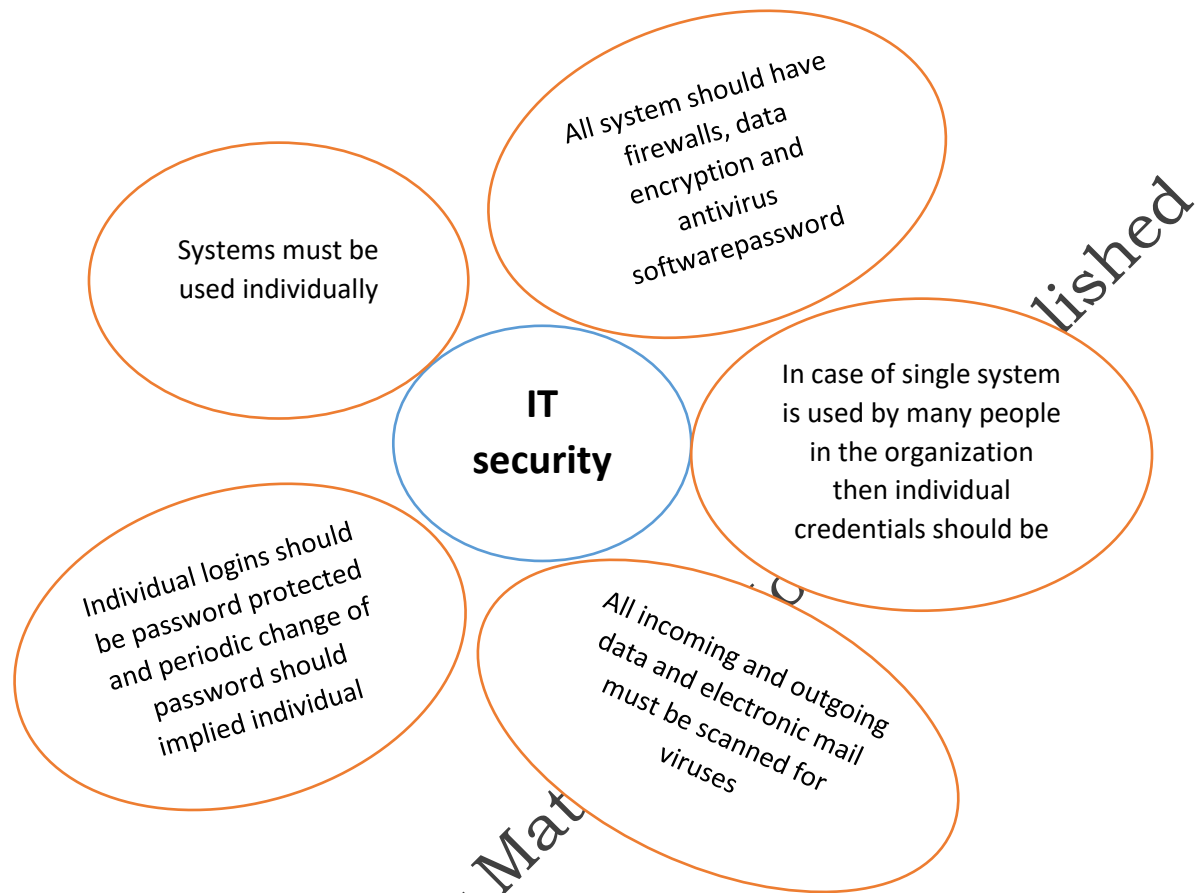 All system should have
firewalls, data
encryption and
antivirus
softwarepassword
Systems must be
used individually
IT
security
In case of single system
is used by many people
in the organization
then individual
credentials should be
Individual logins should
be password protected
and periodic change of
password should
implied individual
All incoming and outgoing
data and electronic mail
must be scanned for
viruses